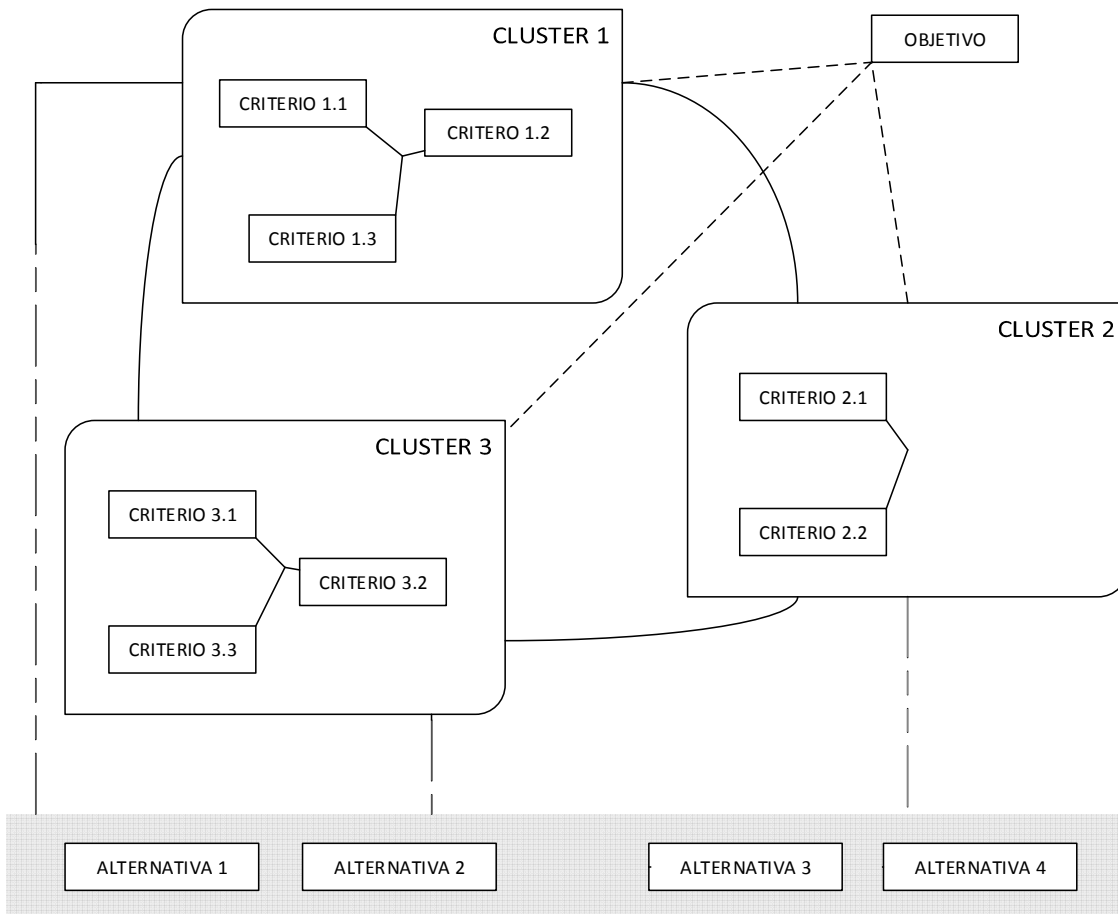 CLUSTER 1
OBJETIVO
CRITERIO 1.1
CRITERO 1.2
CRITERIO 1.3
CLUSTER 2
CRITERIO 2.1
CRITERIO 2.2
CLUSTER 3
CRITERIO 3.1
CRITERIO 3.2
CRITERIO 3.3
ALTERNATIVA 1
ALTERNATIVA 2
ALTERNATIVA 3
ALTERNATIVA 4